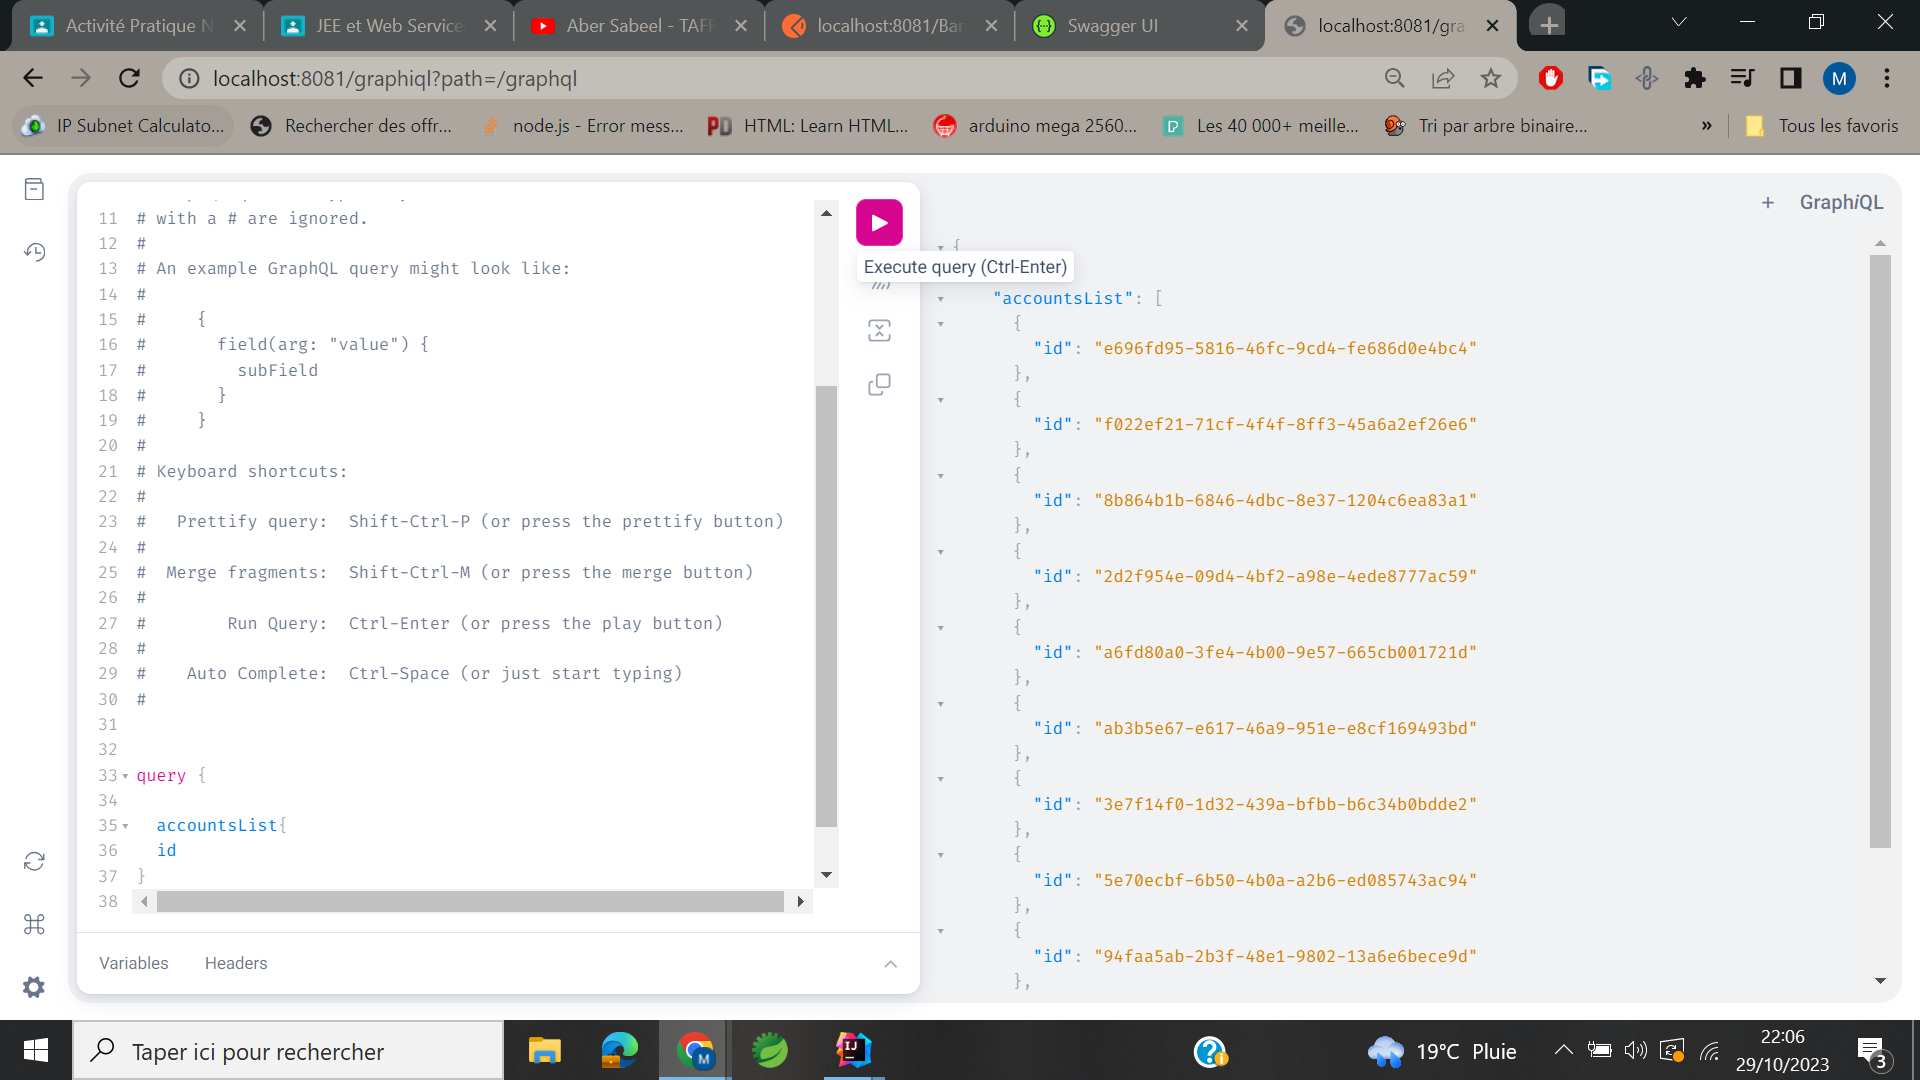 Activité Pratique N
JEE et Web Service
Aber Sabeel - TAFF
localhost:8081/Ban
Swagger UI
localhost:8081/gra
localhost:8081/graphiql?path=/graphql
M
IP Subnet Calculato...
Rechercher des offr...
node.js - Error mess...
PD HTML: Learn HTML...
arduino mega 2560...
P Les 40 000+ meille...
Tri par arbre binaire...
»
Tous les favoris
11 # with a # are ignored.
12 #
13 # An example GraphQL query might look like:
14 #
15 #     {
16 #       field(arg: "value") {
17 #         subField
18 #       }
19 #     }
20 #
21 # Keyboard shortcuts:
22 #
23 #   Prettify query:  Shift-Ctrl-P (or press the prettify button)
24 #
25 #  Merge fragments:  Shift-Ctrl-M (or press the merge button)
26 #
27 #        Run Query:  Ctrl-Enter (or press the play button)
28 #
29 #    Auto Complete:  Ctrl-Space (or just start typing)
30 #
31
32
33 query {
34
35   accountsList{
36   id
37 }
38
Variables Headers
Execute query (Ctrl-Enter)
+ GraphiQL
{
"accountsList": [
{
"id": "e696fd95-5816-46fc-9cd4-fe686d0e4bc4"
},
{
"id": "f022ef21-71cf-4f4f-8ff3-45a6a2ef26e6"
},
{
"id": "8b864b1b-6846-4dbc-8e37-1204c6ea83a1"
},
{
"id": "2d2f954e-09d4-4bf2-a98e-4ede8777ac59"
},
{
"id": "a6fd80a0-3fe4-4b00-9e57-665cb001721d"
},
{
"id": "ab3b5e67-e617-46a9-951e-e8cf169493bd"
},
{
"id": "3e7f14f0-1d32-439a-bfbb-b6c34b0bdde2"
},
{
"id": "5e70ecbf-6b50-4b0a-a2b6-ed085743ac94"
},
{
"id": "94faa5ab-2b3f-48e1-9802-13a6e6bece9d"
},
Taper ici pour rechercher
M
IJ
19°C Pluie
22:06
29/10/2023
3